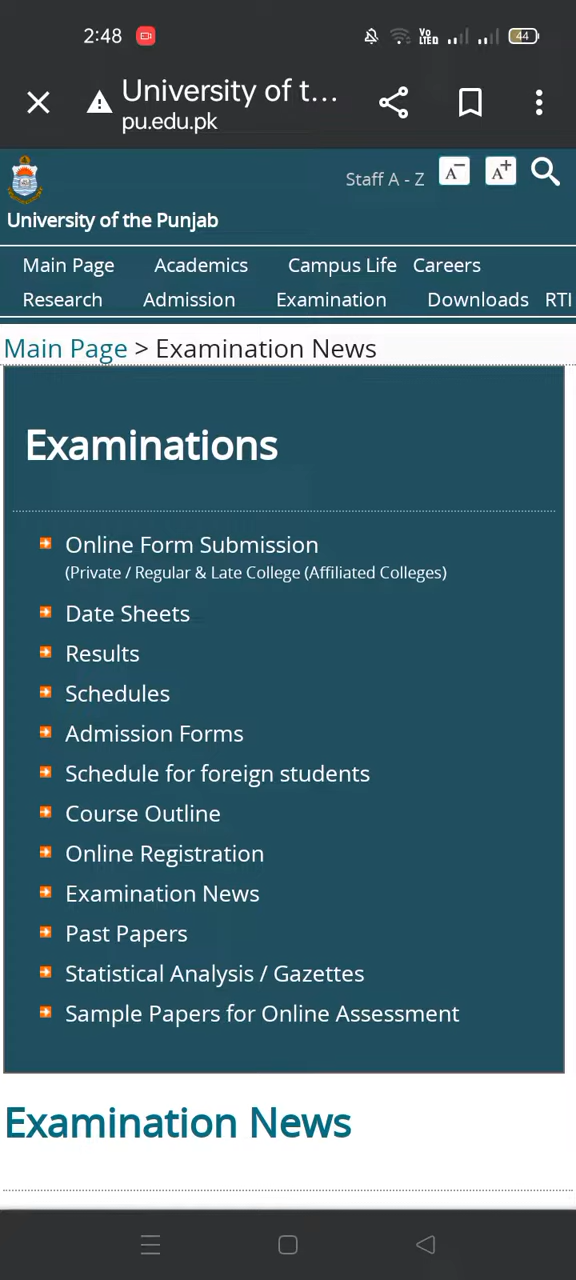 2:48
Vo
LTED
44
University of t...
pu.edu.pk
Staff A - Z
A−
A+
University of the Punjab
Main Page Academics Campus Life Careers
Research Admission Examination Downloads RTI
Main Page > Examination News
Examinations
Online Form Submission
(Private / Regular & Late College (Affiliated Colleges)
Date Sheets
Results
Schedules
Admission Forms
Schedule for foreign students
Course Outline
Online Registration
Examination News
Past Papers
Statistical Analysis / Gazettes
Sample Papers for Online Assessment
Examination News